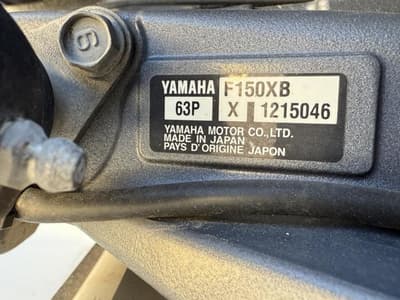 6
YAMAHA F150XB
63P X 1215046
YAMAHA MOTOR CO.,LTD.
MADE IN JAPAN
PAYS D'ORIGINE JAPON